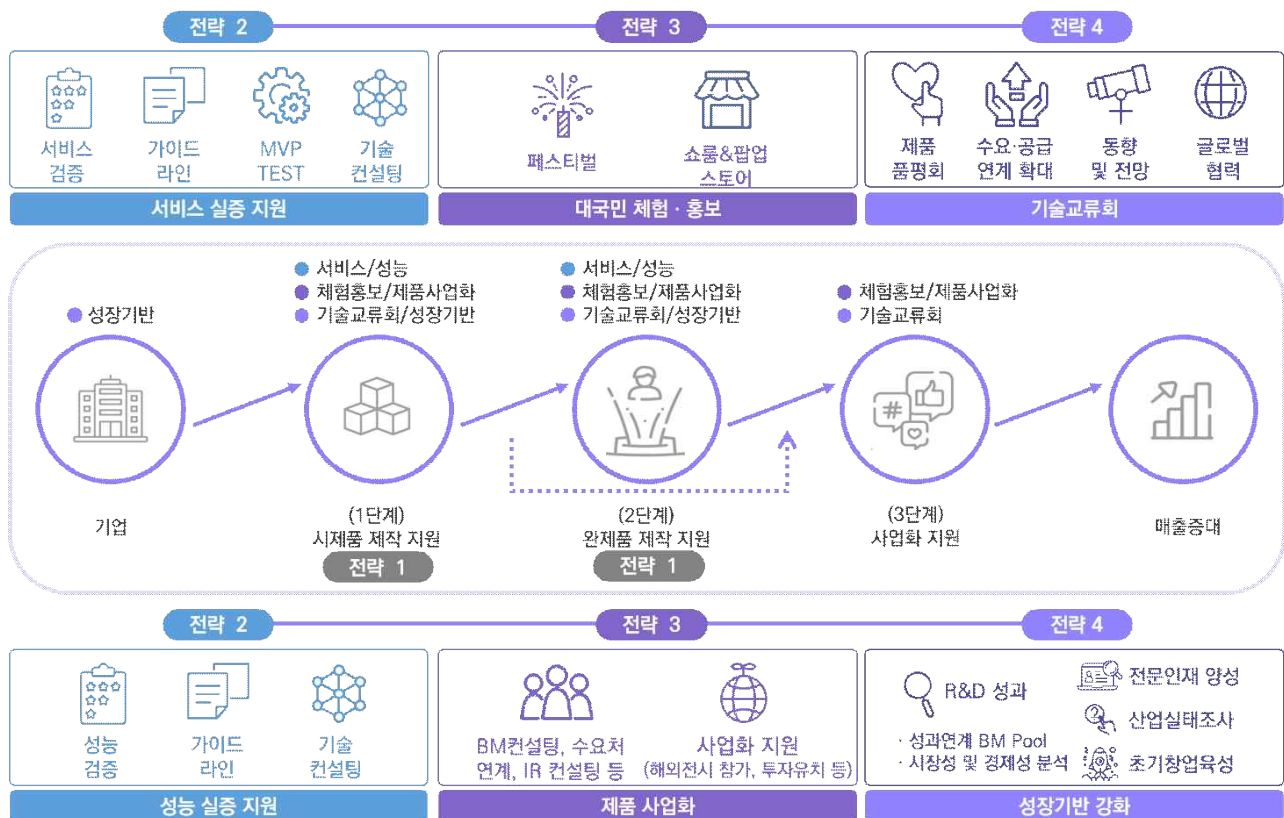 전략 2
전략 3
전략 4
서비스
검증
가이드
라인
MVP
TEST
기술
컨설팅
서비스 실증 지원
페스티벌
쇼룸&팝업
스토어
대국민 체험 · 홍보
제품
품평회
수요·공급
연계 확대
동향
및 전망
글로벌
협력
기술교류회
성장기반
서비스/성능
체험홍보/제품사업화
기술교류회/성장기반
서비스/성능
체험홍보/제품사업화
기술교류회/성장기반
체험홍보/제품사업화
기술교류회
#
기업
(1단계)
시제품 제작 지원
전략 1
(2단계)
완제품 제작 지원
전략 1
(3단계)
사업화 지원
매출증대
전략 2
전략 3
전략 4
성능
검증
가이드
라인
기술
컨설팅
성능 실증 지원
BM컨설팅, 수요처
연계, IR 컨설팅 등
사업화 지원
(해외전시 참가, 투자유치 등)
제품 사업화
R&D 성과
· 성과연계 BM Pool
· 시장성 및 경제성 분석
전문인재 양성
산업실태조사
초기창업육성
성장기반 강화